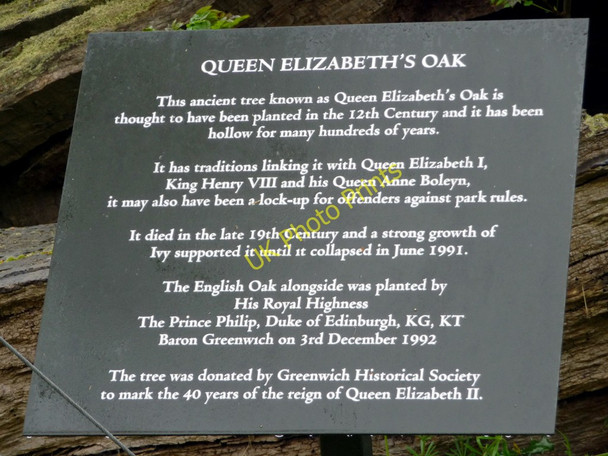 QUEEN ELIZABETH'S OAK
This ancient tree known as Queen Elizabeth's Oak is
thought to have been planted in the 12th Century and it has been
hollow for many hundreds of years.
It has traditions linking it with Queen Elizabeth I,
King Henry VIII and his Queen Anne Boleyn,
it may also have been a lock-up for offenders against park rules.
It died in the late 19th Century and a strong growth of
Ivy supported it until it collapsed in June 1991.
The English Oak alongside was planted by
His Royal Highness
The Prince Philip, Duke of Edinburgh, KG, KT
Baron Greenwich on 3rd December 1992
The tree was donated by Greenwich Historical Society
to mark the 40 years of the reign of Queen Elizabeth II.
UK Photo Prints